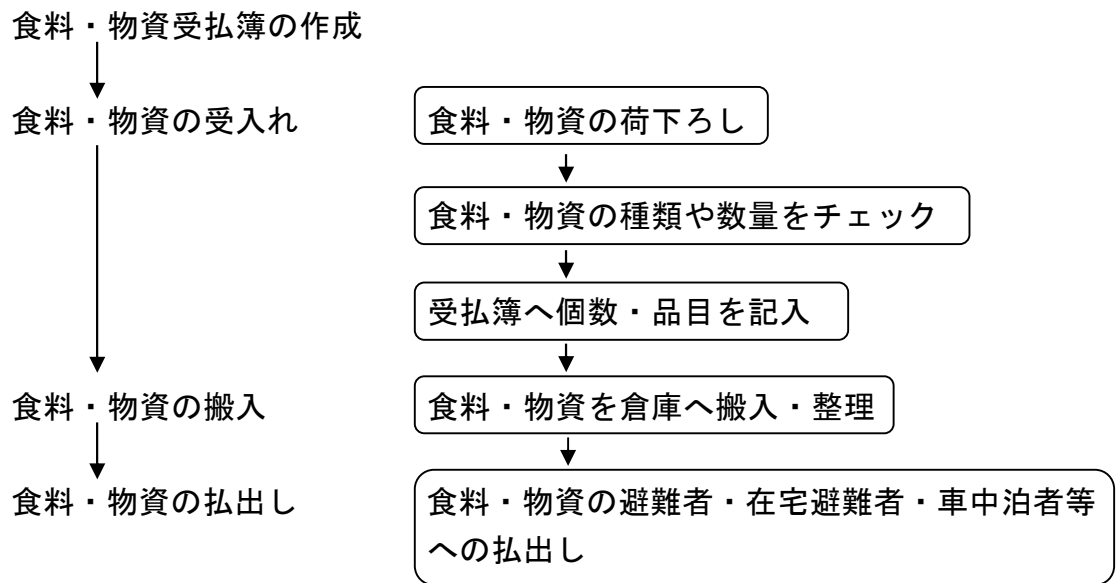 食料・物資受払簿の作成
食料・物資の受入れ
食料・物資の荷下ろし
食料・物資の種類や数量をチェック
受払簿へ個数・品目を記入
食料・物資の搬入
食料・物資を倉庫へ搬入・整理
食料・物資の払出し
食料・物資の避難者・在宅避難者・車中泊者等
への払出し